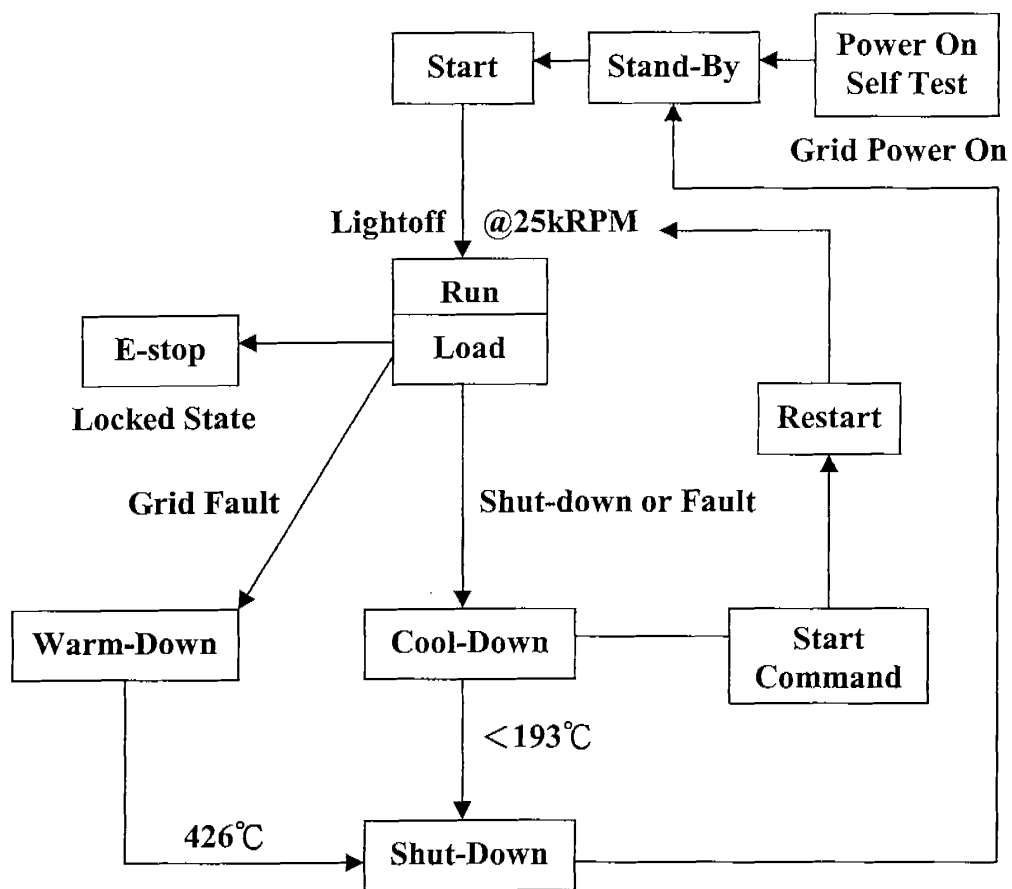 Start
Stand-By
Power On
Self Test
Grid Power On
Lightoff @25kRPM
Run
Load
E-stop
Locked State
Restart
Grid Fault
Shut-down or Fault
Warm-Down
Cool-Down
Start
Command
<193℃
426℃
Shut-Down